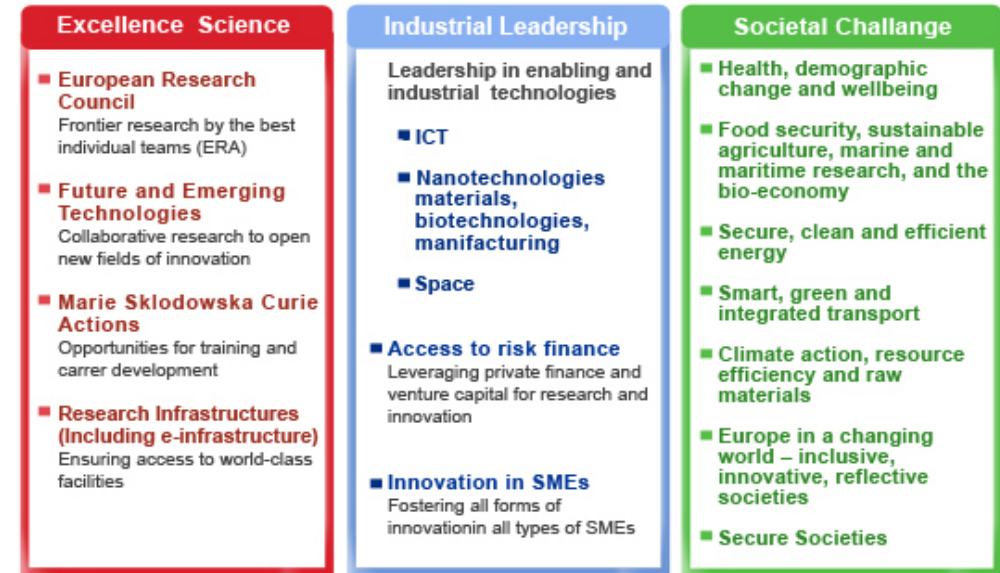 Excellence Science
European Research
Council
Frontier research by the best
individual teams (ERA)
Future and Emerging
Technologies
Collaborative research to open
new fields of innovation
Marie Sklodowska Curie
Actions
Opportunities for training and
carrer development
Research Infrastructures
(Including e-infrastructure)
Ensuring access to world-class
facilities
Industrial Leadership
Leadership in enabling and
industrial technologies
ICT
Nanotechnologies
materials,
biotechnologies,
manifacturing
Space
Access to risk finance
Leveraging private finance and
venture capital for research and
innovation
Innovation in SMEs
Fostering all forms of
innovationin all types of SMEs
Societal Challange
Health, demographic
change and wellbeing
Food security, sustainable
agriculture, marine and
maritime research, and the
bio-economy
Secure, clean and efficient
energy
Smart, green and
integrated transport
Climate action, resource
efficiency and raw
materials
Europe in a changing
world – inclusive,
innovative, reflective
societies
Secure Societies